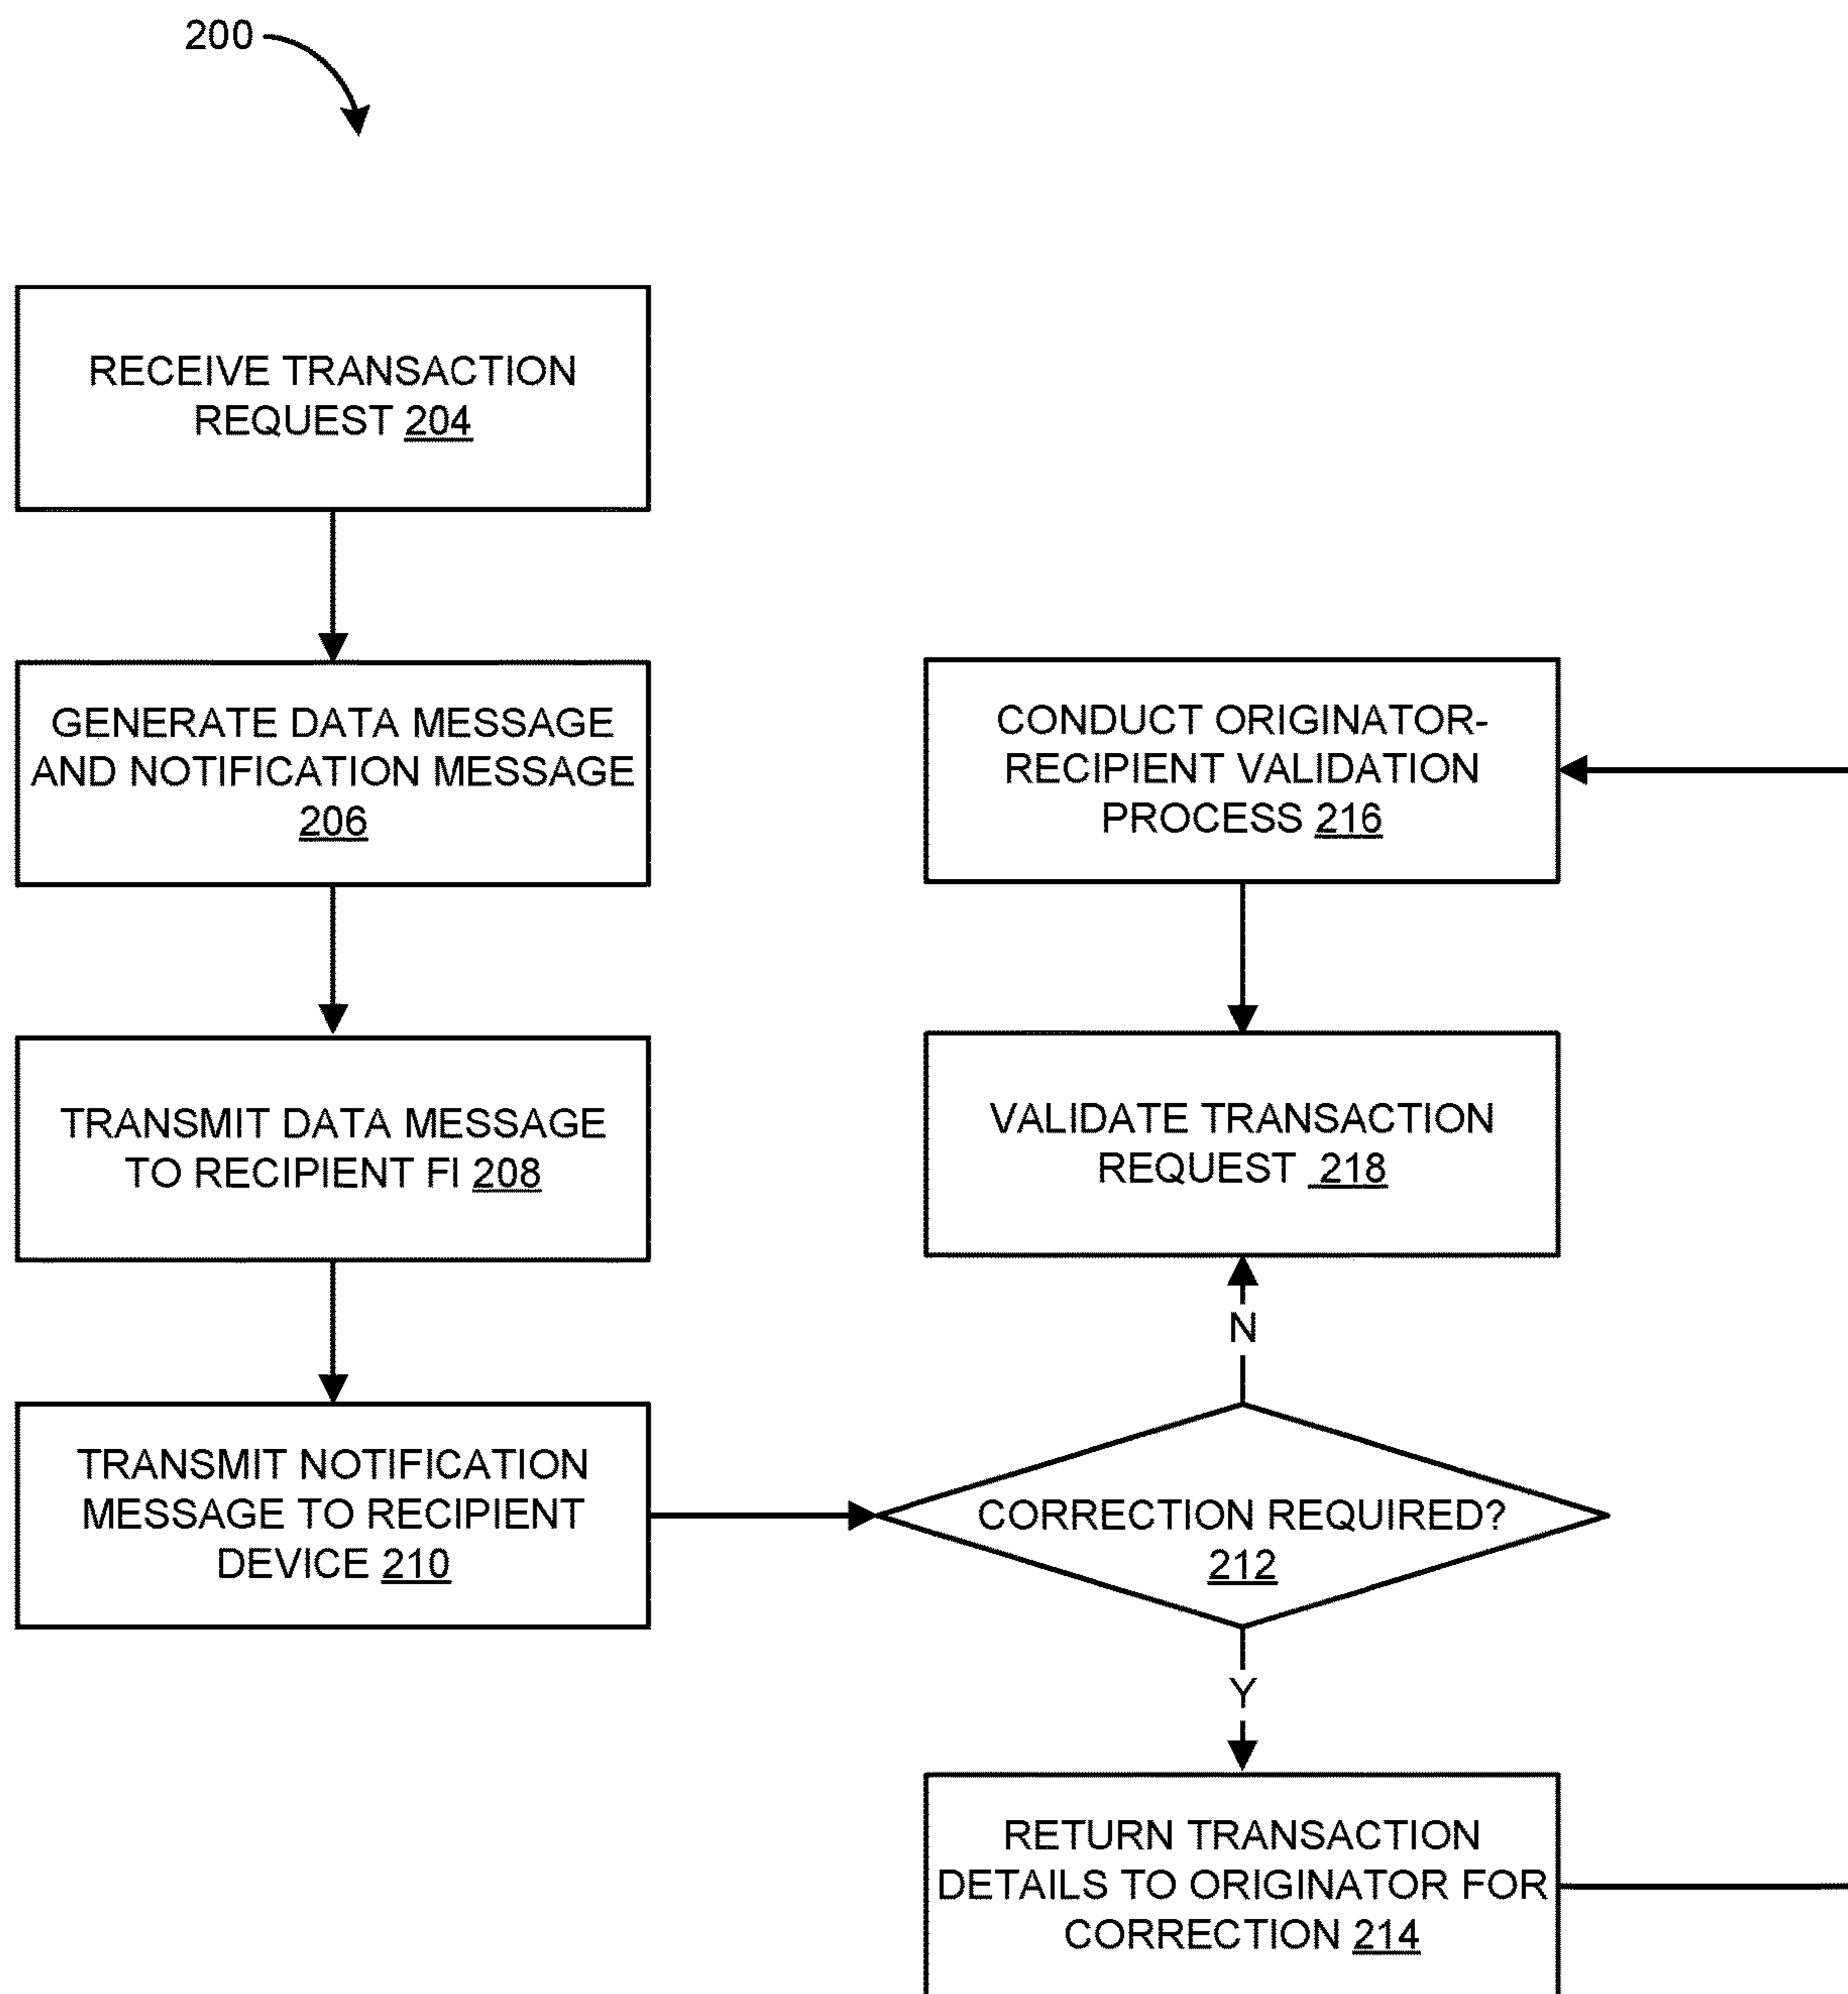 200
RECEIVE TRANSACTION
REQUEST 204
GENERATE DATA MESSAGE
AND NOTIFICATION MESSAGE
206
TRANSMIT DATA MESSAGE
TO RECIPIENT FI 208
TRANSMIT NOTIFICATION
MESSAGE TO RECIPIENT
DEVICE 210
CONDUCT ORIGINATOR-
RECIPIENT VALIDATION
PROCESS 216
VALIDATE TRANSACTION
REQUEST 218
N
CORRECTION REQUIRED?
212
Y
RETURN TRANSACTION
DETAILS TO ORIGINATOR FOR
CORRECTION 214